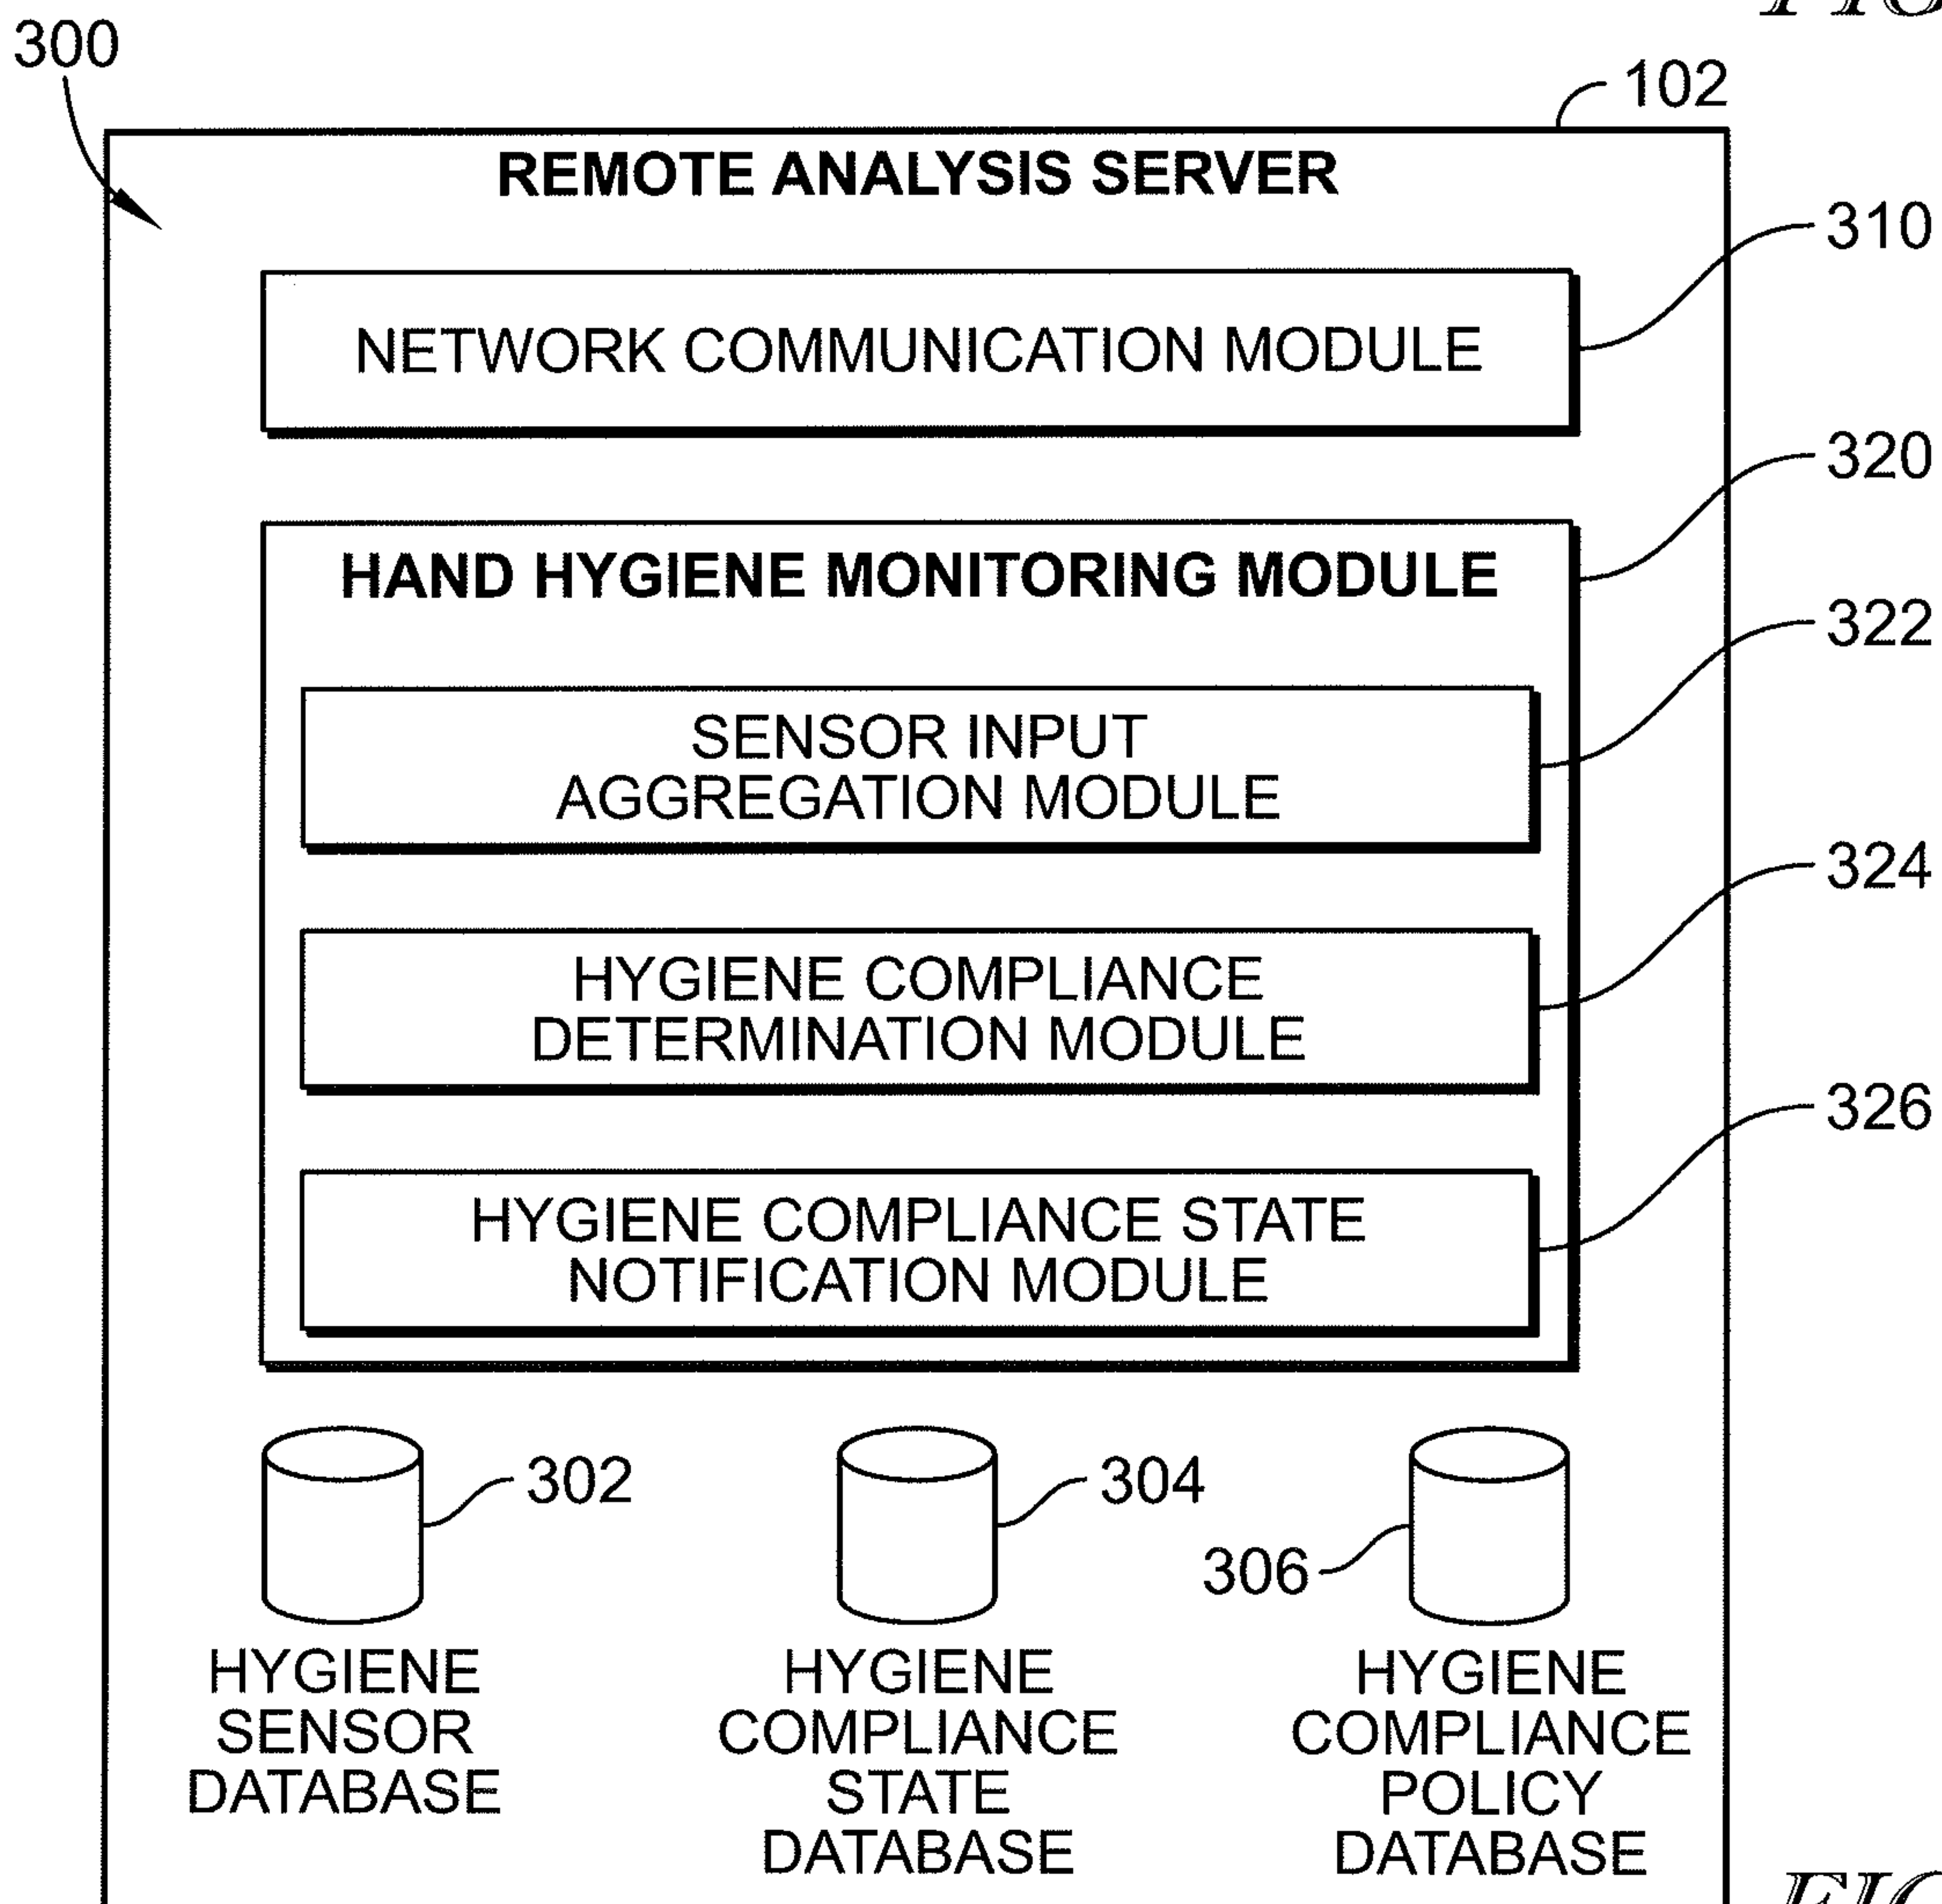 300
102
REMOTE ANALYSIS SERVER
310
NETWORK COMMUNICATION MODULE
320
HAND HYGIENE MONITORING MODULE
322
SENSOR INPUT
AGGREGATION MODULE
324
HYGIENE COMPLIANCE
DETERMINATION MODULE
326
HYGIENE COMPLIANCE STATE
NOTIFICATION MODULE
302
304
306
HYGIENE
SENSOR
DATABASE
HYGIENE
COMPLIANCE
STATE
DATABASE
HYGIENE
COMPLIANCE
POLICY
DATABASE